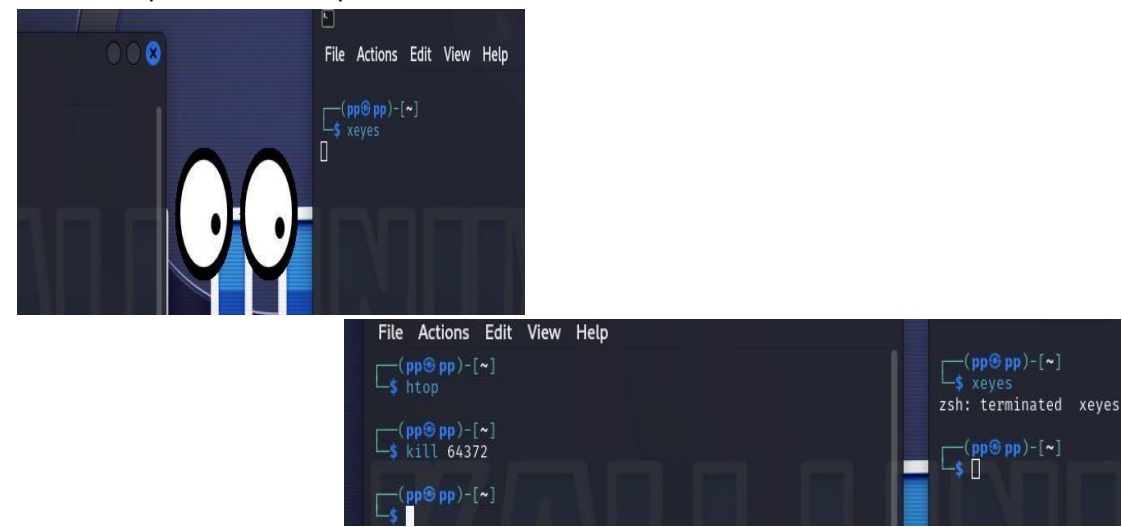 File Actions Edit View Help
┌──(pp㉿pp)-[~]
└─$ xeyes
File Actions Edit View Help
┌──(pp㉿pp)-[~]
└─$ htop
┌──(pp㉿pp)-[~]
└─$ kill 64372
┌──(pp㉿pp)-[~]
└─$
┌──(pp㉿pp)-[~]
└─$ xeyes
zsh: terminated xeyes
┌──(pp㉿pp)-[~]
└─$